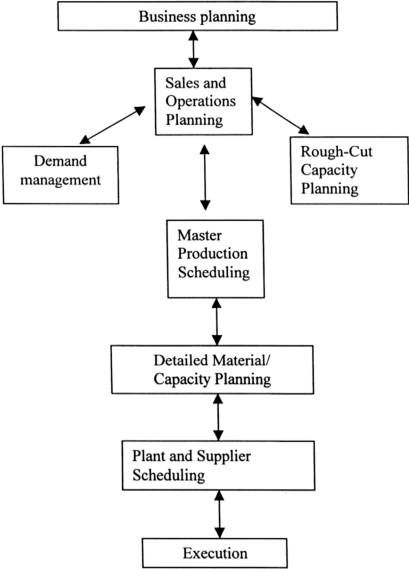 Business planning
Sales and
Operations
Planning
Demand
management
Rough-Cut
Capacity
Planning
Master
Production
Scheduling
Detailed Material/
Capacity Planning
Plant and Supplier
Scheduling
Execution